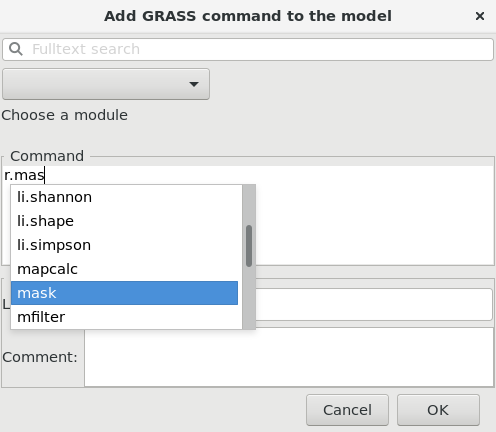 Add GRASS command to the model
×
Fulltext search
Choose a module
Command
r.mas
li.shannon
li.shape
li.simpson
mapcalc
mask
mfilter
L
Comment:
Cancel
OK